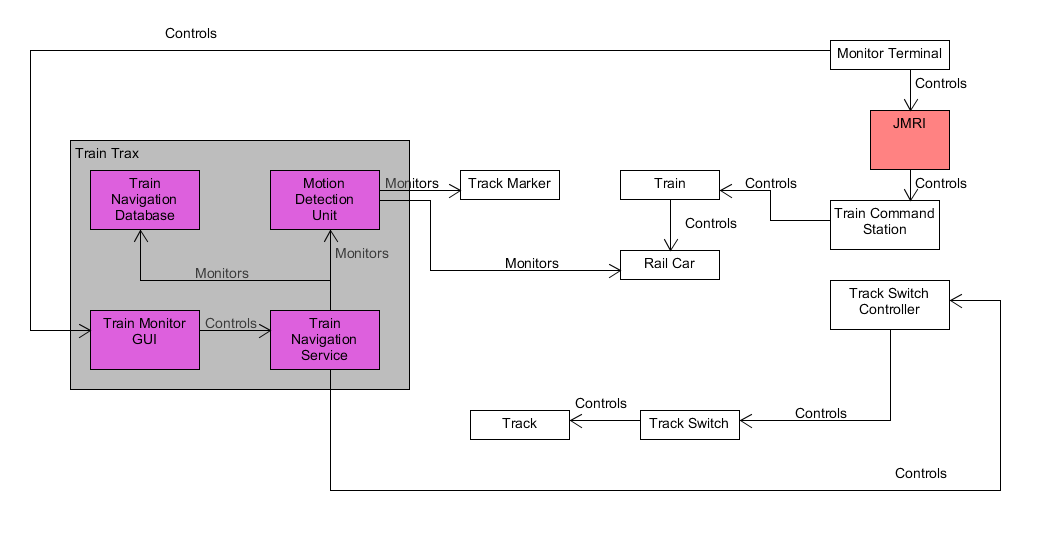 Controls
Monitor Terminal
Controls
JMRI
Train Trax
Train
Navigation
Database
Motion
Detection
Unit
Monitors
Track Marker
Train
Controls
Controls
Train Command
Station
Controls
Monitors
Monitors
Monitors
Rail Car
Train Monitor
GUI
Controls
Train
Navigation
Service
Track Switch
Controller
Controls
Track
Track Switch
Controls
Controls